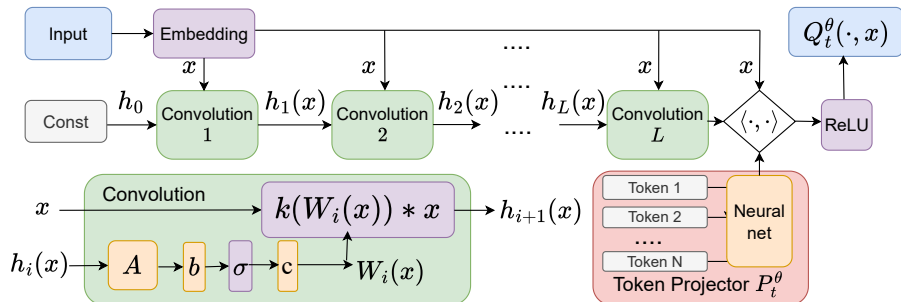 Input
Embedding
....
Q_t^θ(·, x)
x
x
....
x
x
Const
h_0
Convolution
1
h_1(x)
Convolution
2
h_2(x)
....
h_L(x)
Convolution
L
⟨·, ·⟩
ReLU
Convolution
x
k(W_i(x)) * x
h_{i+1}(x)
h_i(x)
A
b
σ
c
W_i(x)
Token 1
Token 2
....
Token N
Neural
net
Token Projector P_t^θ